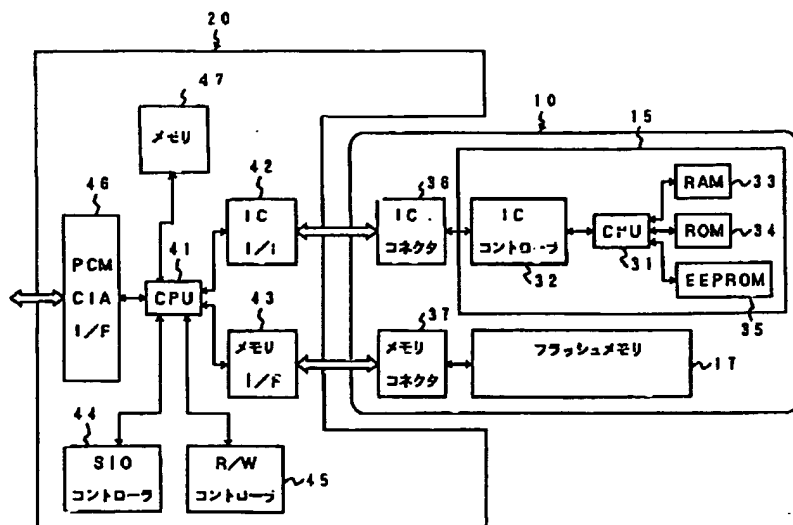 20
47
メモリ
46
PCM
CIA
I/F
41
CPU
42
IC
I/F
43
メモリ
I/F
44
SIO
コントローラ
R/W
コントローラ
45
10
15
36
IC
コネクタ
IC
コントローラ
32
CPU
31
RAM
33
ROM
34
EEPROM
35
37
メモリ
コネクタ
フラッシュメモリ
17